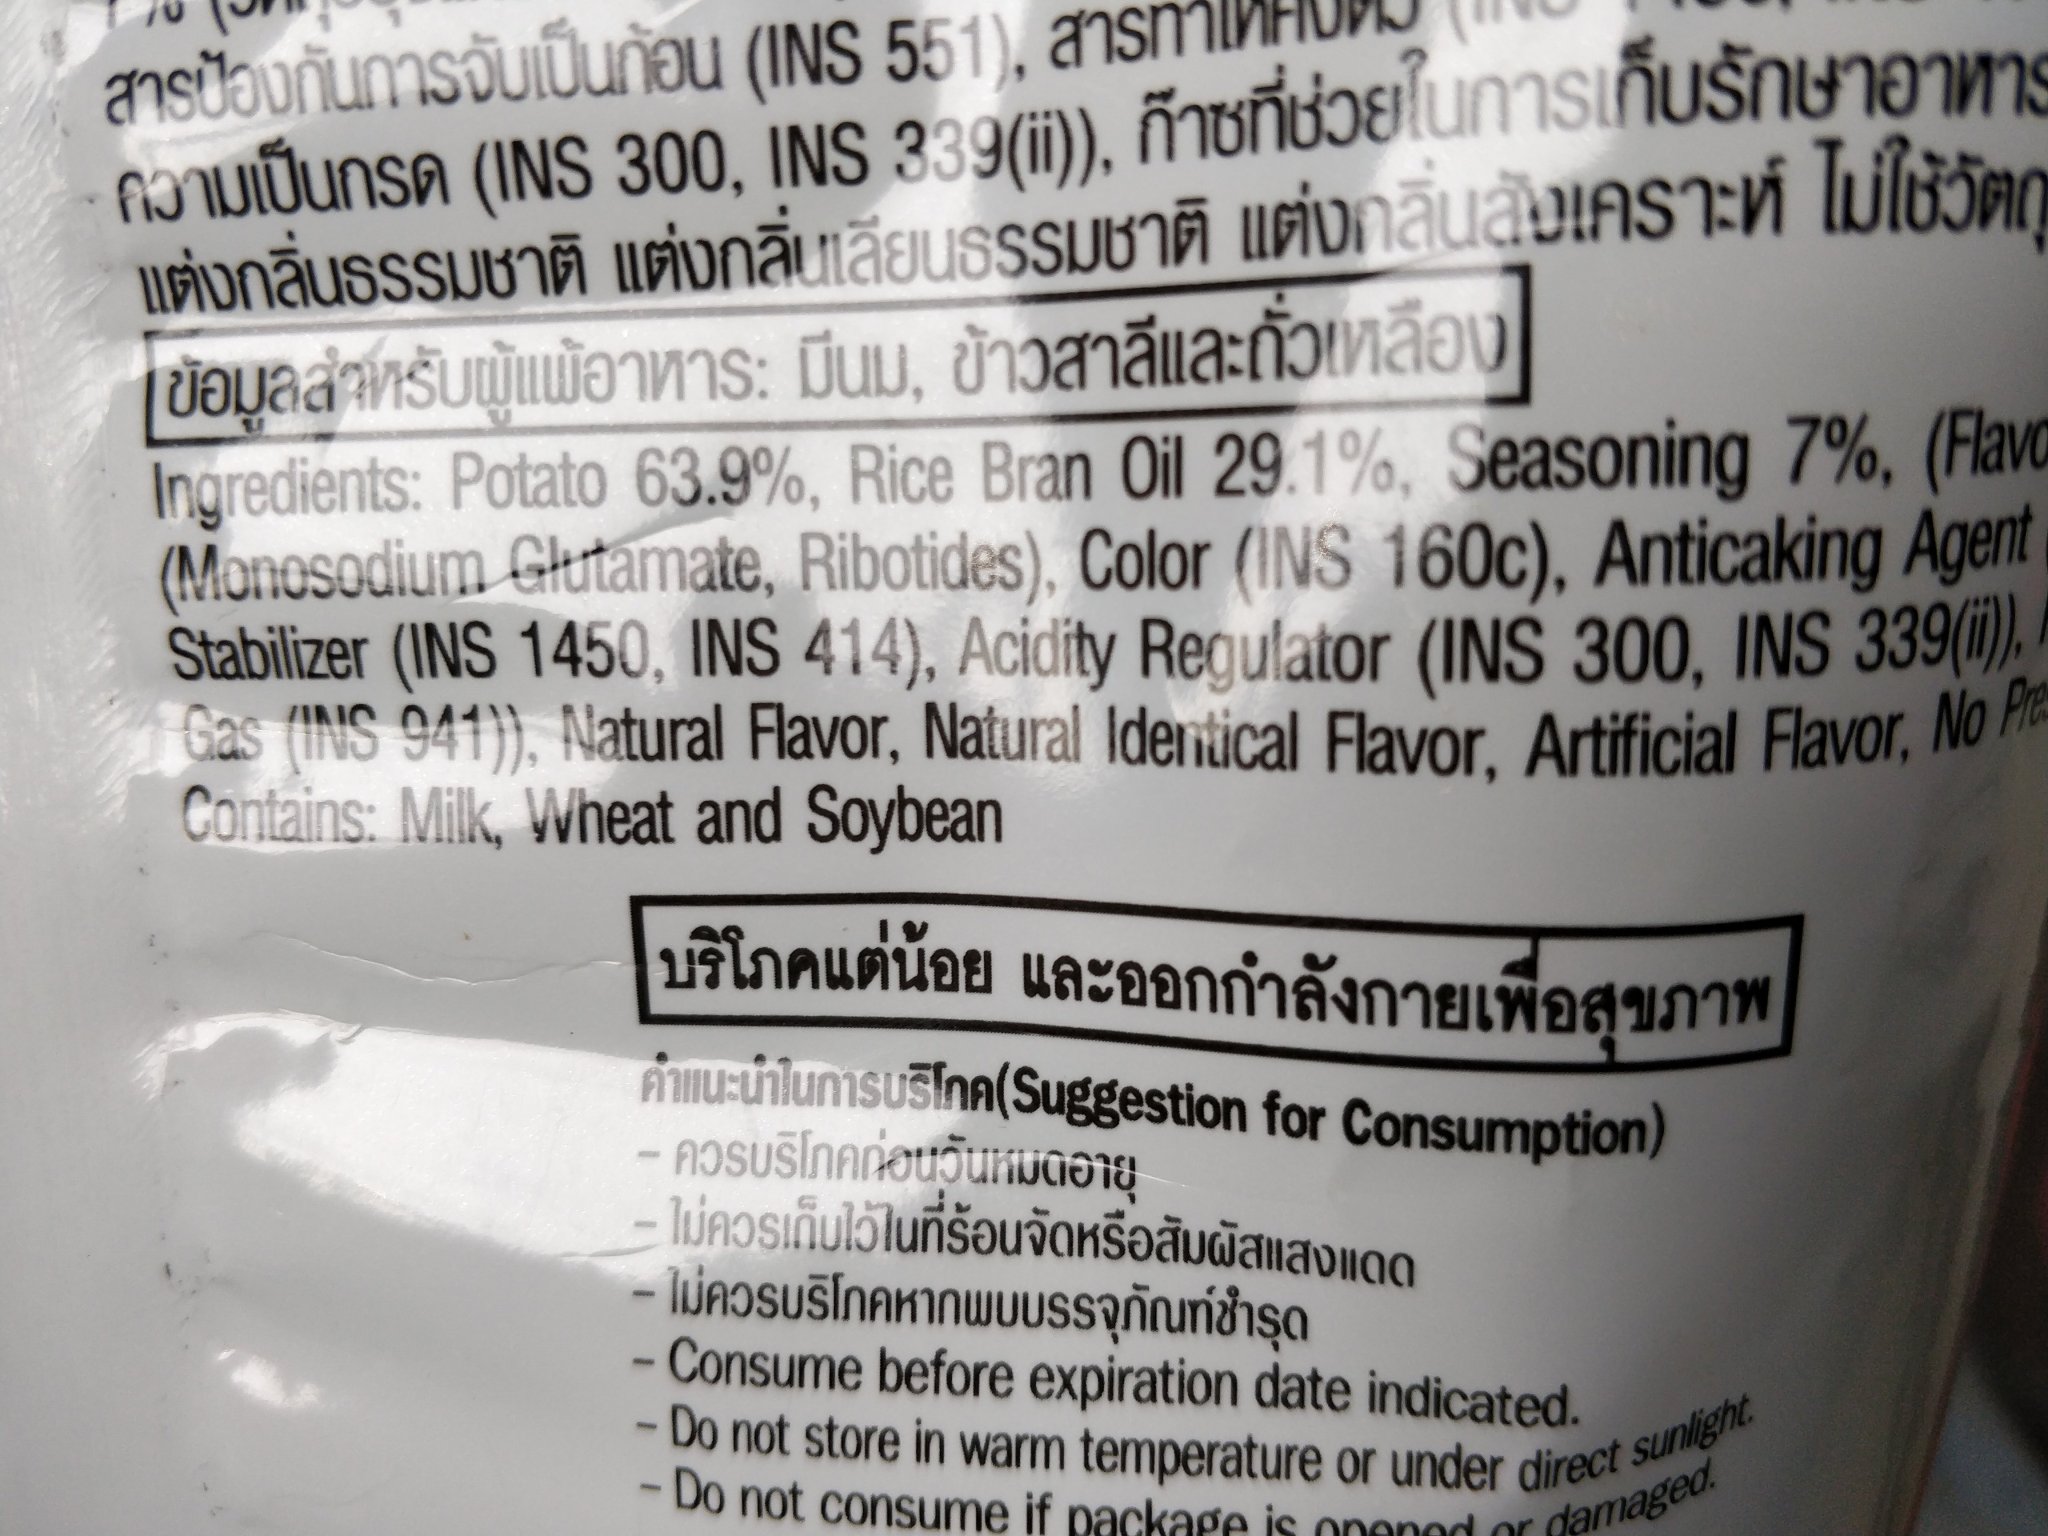 สารป้องกันการจับเป็นก้อน (INS 551), สารทำให้คงตัว
ความเป็นกรด (INS 300, INS 339(ii)), ก๊าซที่ช่วยในการเก็บรักษาอาหาร
แต่งกลิ่นธรรมชาติ แต่งกลิ่นเลียนธรรมชาติ แต่งกลิ่นสังเคราะห์ ไม่ใช้
ข้อมูลสำหรับผู้แพ้อาหาร: มีนม, ข้าวสาลีและถั่วเหลือง
Ingredients: Potato 63.9%, Rice Bran Oil 29.1%, Seasoning 7%,
(Monosodium Glutamate, Ribotides), Color (INS 160c), Anticaking Agent
Stabilizer (INS 1450, INS 414), Acidity Regulator (INS 300, INS 339(ii)),
Gas (INS 941)), Natural Flavor, Natural Identical Flavor, Artificial Flavor, No
Contains: Milk, Wheat and Soybean
บริโภคแต่น้อย และออกกำลังกายเพื่อสุขภาพ
คำแนะนำในการบริโภค(Suggestion for Consumption)
- ควรบริโภคก่อนวันหมดอายุ
- ไม่ควรเก็บไว้ในที่ร้อนจัดหรือสัมผัสแสงแดด
- ไม่ควรบริโภคหากพบบรรจุภัณฑ์ชำรุด
- Consume before expiration date indicated.
- Do not store in warm temperature or under direct sunlight.
- Do not consume if package is opened or damaged.